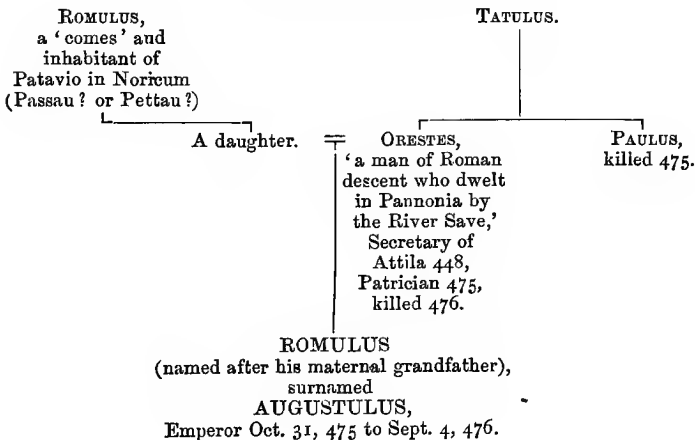 ROMULUS,
a ‘comes’ and
inhabitant of
Patavio in Noricum
(Passau? or Pettau?)
TATULUS.
A daughter. =
ORESTES,
‘a man of Roman
descent who dwelt
in Pannonia by
the River Save,’
Secretary of
Attila 448,
Patrician 475,
killed 476.
PAULUS,
killed 475.
ROMULUS
(named after his maternal grandfather),
surnamed
AUGUSTULUS,
Emperor Oct. 31, 475 to Sept. 4, 476.